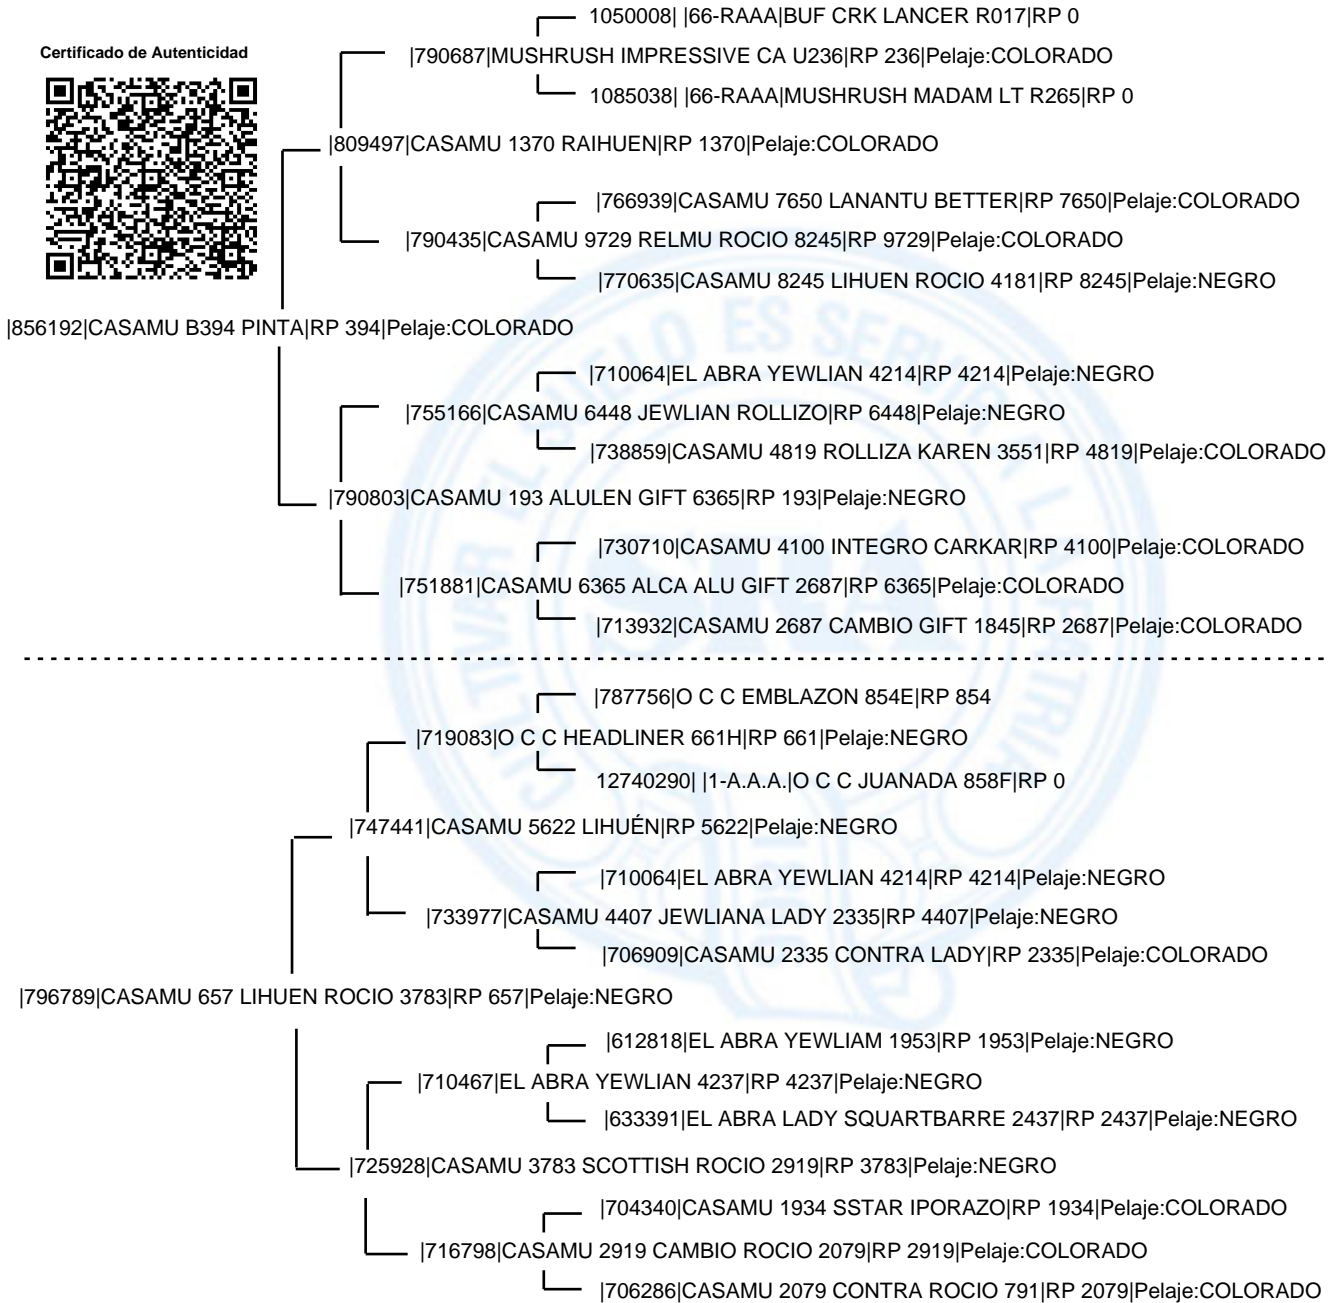 1050008| |66-RAAA|BUF CRK LANCER R017|RP 0
Certificado de Autenticidad
|790687|MUSHRUSH IMPRESSIVE CA U236|RP 236|Pelaje:COLORADO
1085038| |66-RAAA|MUSHRUSH MADAM LT R265|RP 0
|809497|CASAMU 1370 RAIHUEN|RP 1370|Pelaje:COLORADO
|766939|CASAMU 7650 LANANTU BETTER|RP 7650|Pelaje:COLORADO
|790435|CASAMU 9729 RELMU ROCIO 8245|RP 9729|Pelaje:COLORADO
|770635|CASAMU 8245 LIHUEN ROCIO 4181|RP 8245|Pelaje:NEGRO
|856192|CASAMU B394 PINTA|RP 394|Pelaje:COLORADO
|710064|EL ABRA YEWLIAN 4214|RP 4214|Pelaje:NEGRO
|755166|CASAMU 6448 JEWLIAN ROLLIZO|RP 6448|Pelaje:NEGRO
|738859|CASAMU 4819 ROLLIZA KAREN 3551|RP 4819|Pelaje:COLORADO
|790803|CASAMU 193 ALULEN GIFT 6365|RP 193|Pelaje:NEGRO
|730710|CASAMU 4100 INTEGRO CARKAR|RP 4100|Pelaje:COLORADO
|751881|CASAMU 6365 ALCA ALU GIFT 2687|RP 6365|Pelaje:COLORADO
|713932|CASAMU 2687 CAMBIO GIFT 1845|RP 2687|Pelaje:COLORADO
|787756|O C C EMBLAZON 854E|RP 854
|719083|O C C HEADLINER 661H|RP 661|Pelaje:NEGRO
12740290| |1-A.A.A.|O C C JUANADA 858F|RP 0
|747441|CASAMU 5622 LIHUÉN|RP 5622|Pelaje:NEGRO
|710064|EL ABRA YEWLIAN 4214|RP 4214|Pelaje:NEGRO
|733977|CASAMU 4407 JEWLIANA LADY 2335|RP 4407|Pelaje:NEGRO
|706909|CASAMU 2335 CONTRA LADY|RP 2335|Pelaje:COLORADO
|796789|CASAMU 657 LIHUEN ROCIO 3783|RP 657|Pelaje:NEGRO
|612818|EL ABRA YEWLIAM 1953|RP 1953|Pelaje:NEGRO
|710467|EL ABRA YEWLIAN 4237|RP 4237|Pelaje:NEGRO
|633391|EL ABRA LADY SQUARTBARRE 2437|RP 2437|Pelaje:NEGRO
|725928|CASAMU 3783 SCOTTISH ROCIO 2919|RP 3783|Pelaje:NEGRO
|704340|CASAMU 1934 SSTAR IPORAZO|RP 1934|Pelaje:COLORADO
|716798|CASAMU 2919 CAMBIO ROCIO 2079|RP 2919|Pelaje:COLORADO
|706286|CASAMU 2079 CONTRA ROCIO 791|RP 2079|Pelaje:COLORADO
CULTIVAR EL SUELO ES SERVIR A LA PATRIA
SRA
1866